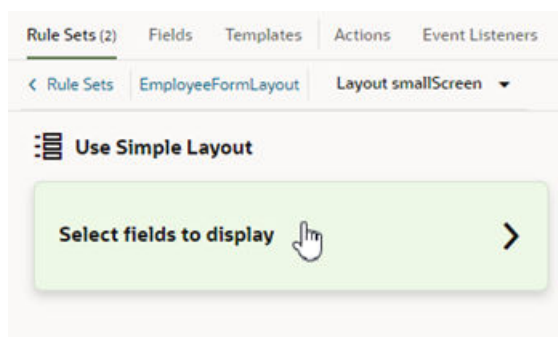 Rule Sets (2) Fields Templates Actions Event Listeners
Rule Sets EmployeeFormLayout Layout smallScreen
Use Simple Layout
Select fields to display